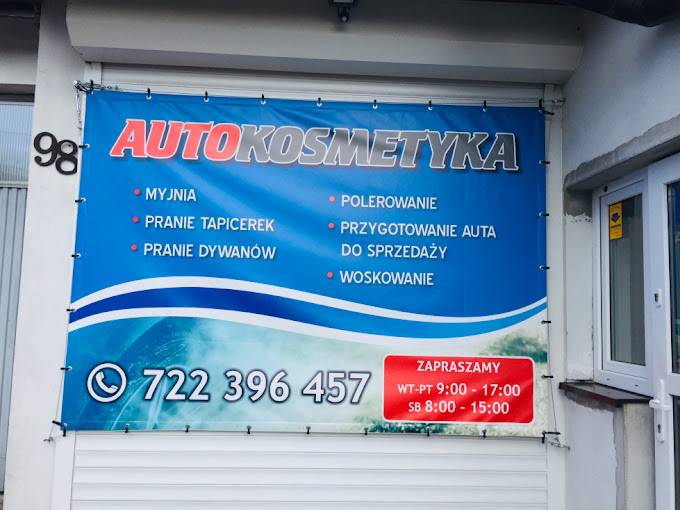 98
AUTOKOSMETYKA
• MYJNIA
• PRANIE TAPICEREK
• PRANIE DYWANÓW
• POLEROWANIE
• PRZYGOTOWANIE AUTA
DO SPRZEDAŻY
• WOSKOWANIE
722 396 457
ZAPRASZAMY
WT-PT 9:00 - 17:00
SB 8:00 - 15:00